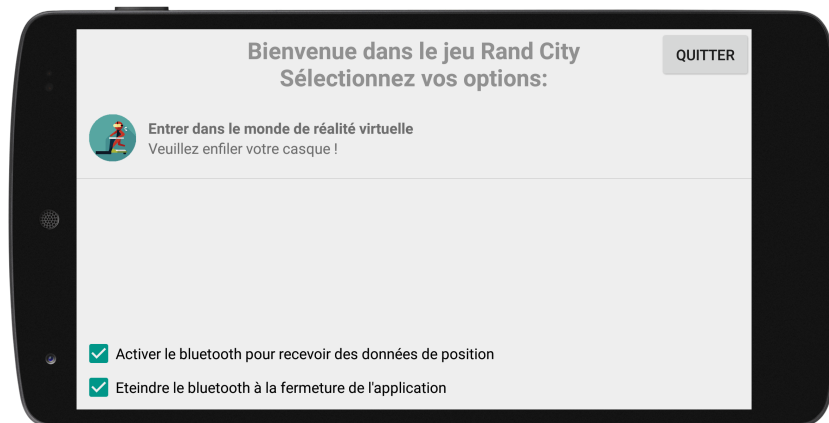 Bienvenue dans le jeu Rand City
Sélectionnez vos options:
QUITTER
Entrer dans le monde de réalité virtuelle
Veuillez enfiler votre casque !
Activer le bluetooth pour recevoir des données de position
Eteindre le bluetooth à la fermeture de l'application